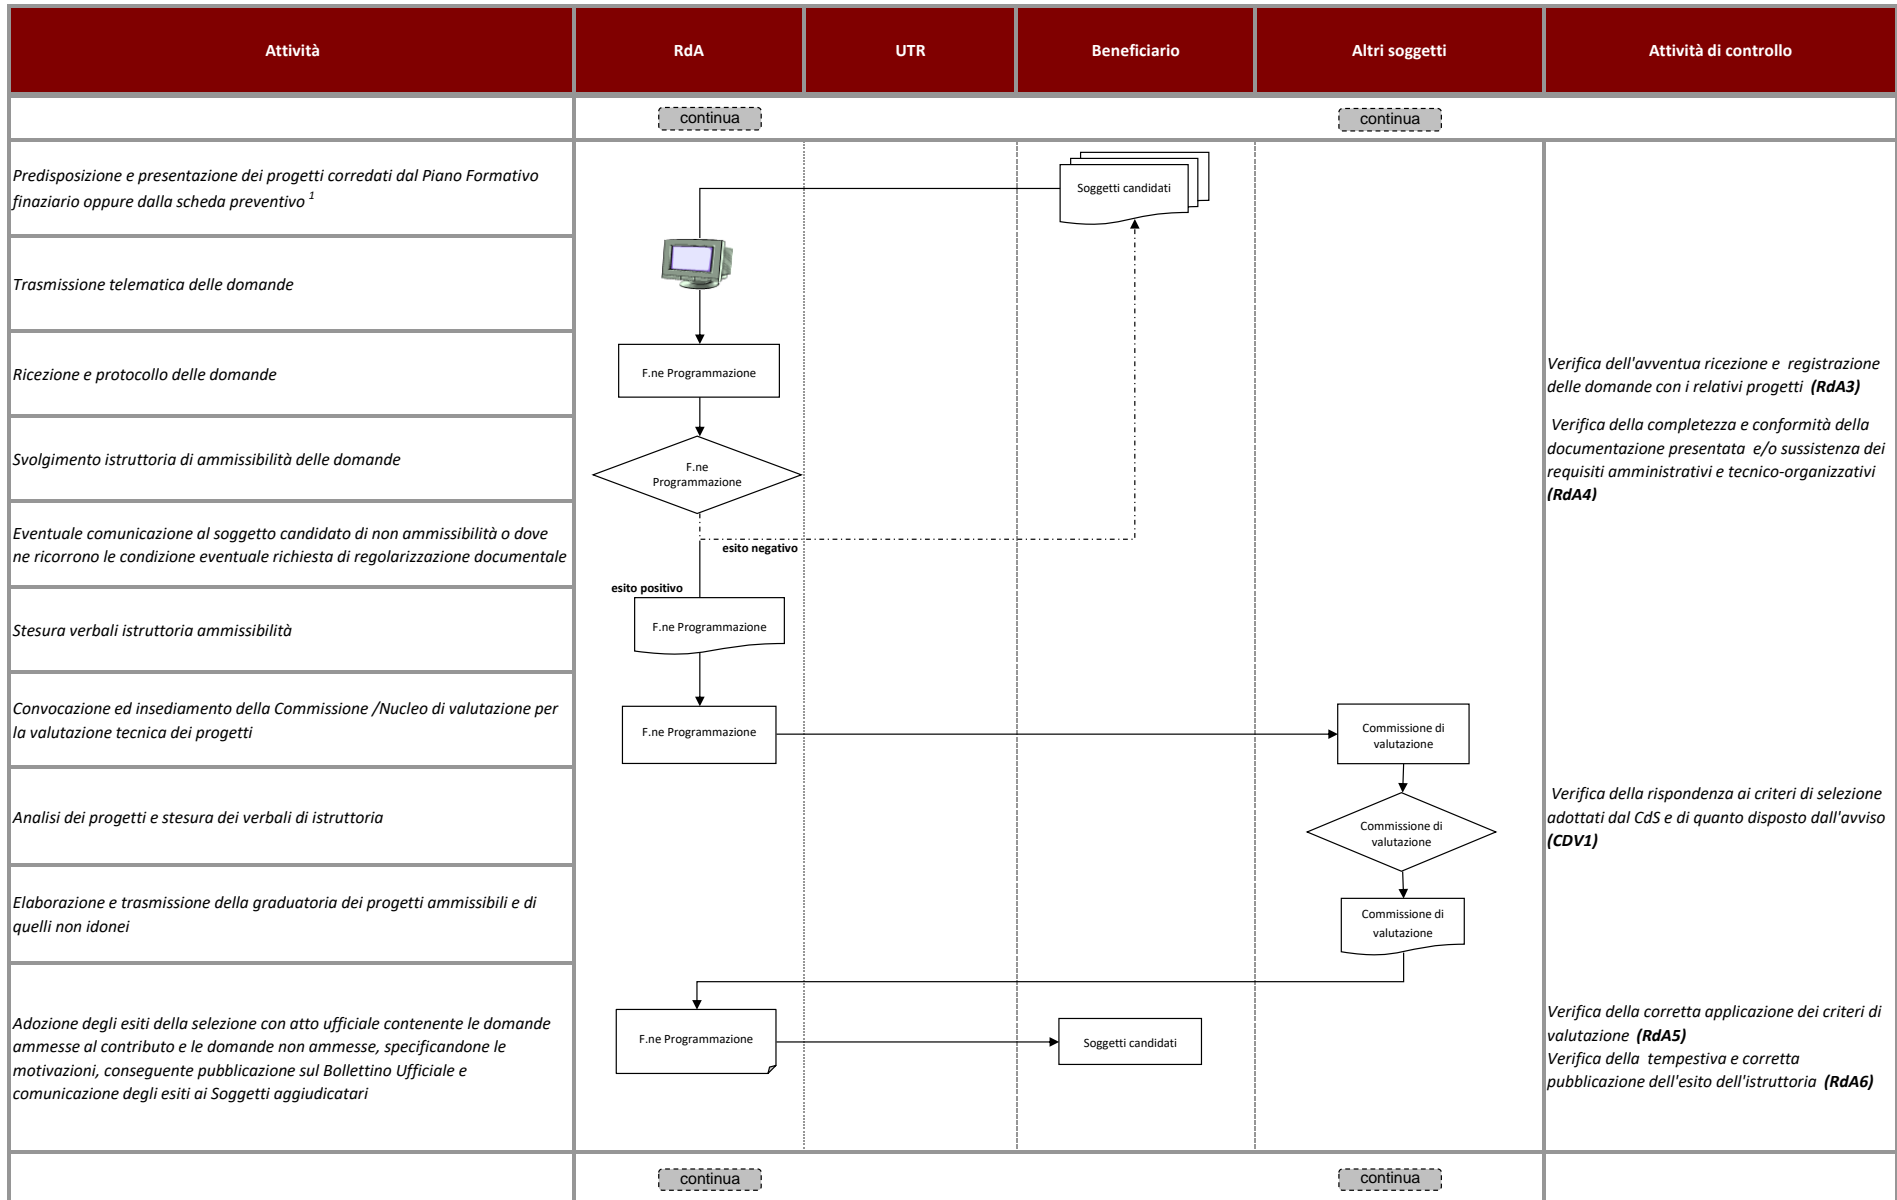 Attività
RdA
UTR
Beneficiario
Altri soggetti
Attività di controllo
continua
continua
Predisposizione e presentazione dei progetti corredati dal Piano Formativo
finaziario oppure dalla scheda preventivo 1
Soggetti candidati
Trasmissione telematica delle domande
Ricezione e protocollo delle domande
F.ne Programmazione
Verifica dell'avventua ricezione e registrazione
delle domande con i relativi progetti (RdA3)
Svolgimento istruttoria di ammissibilità delle domande
F.ne
Programmazione
Verifica della completezza e conformità della
documentazione presentata e/o sussistenza dei
requisiti amministrativi e tecnico-organizzativi
(RdA4)
Eventuale comunicazione al soggetto candidato di non ammissibilità o dove
ne ricorrono le condizione eventuale richiesta di regolarizzazione documentale
esito negativo
esito positivo
Stesura verbali istruttoria ammissibilità
F.ne Programmazione
Convocazione ed insediamento della Commissione /Nucleo di valutazione per
la valutazione tecnica dei progetti
F.ne Programmazione
Commissione di
valutazione
Analisi dei progetti e stesura dei verbali di istruttoria
Commissione di
valutazione
Verifica della rispondenza ai criteri di selezione
adottati dal CdS e di quanto disposto dall'avviso
(CDV1)
Elaborazione e trasmissione della graduatoria dei progetti ammissibili e di
quelli non idonei
Commissione di
valutazione
Adozione degli esiti della selezione con atto ufficiale contenente le domande
ammesse al contributo e le domande non ammesse, specificandone le
motivazioni, conseguente pubblicazione sul Bollettino Ufficiale e
comunicazione degli esiti ai Soggetti aggiudicatari
F.ne Programmazione
Soggetti candidati
Verifica della corretta applicazione dei criteri di
valutazione (RdA5)
Verifica della tempestiva e corretta
pubblicazione dell'esito dell'istruttoria (RdA6)
continua
continua